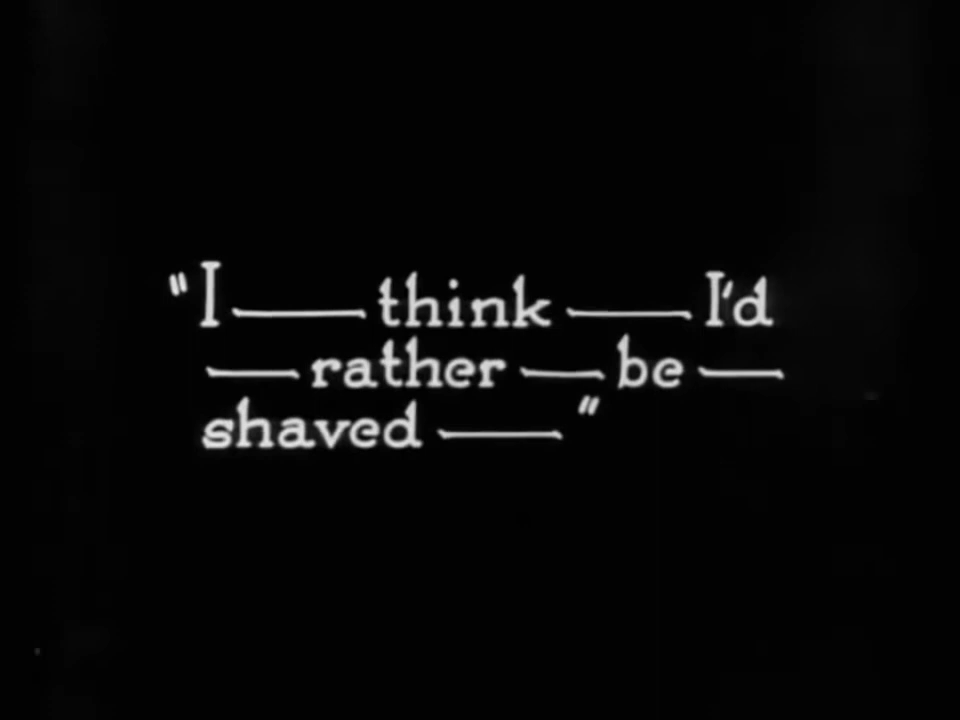 "I — think — I'd
— rather — be —
shaved — "